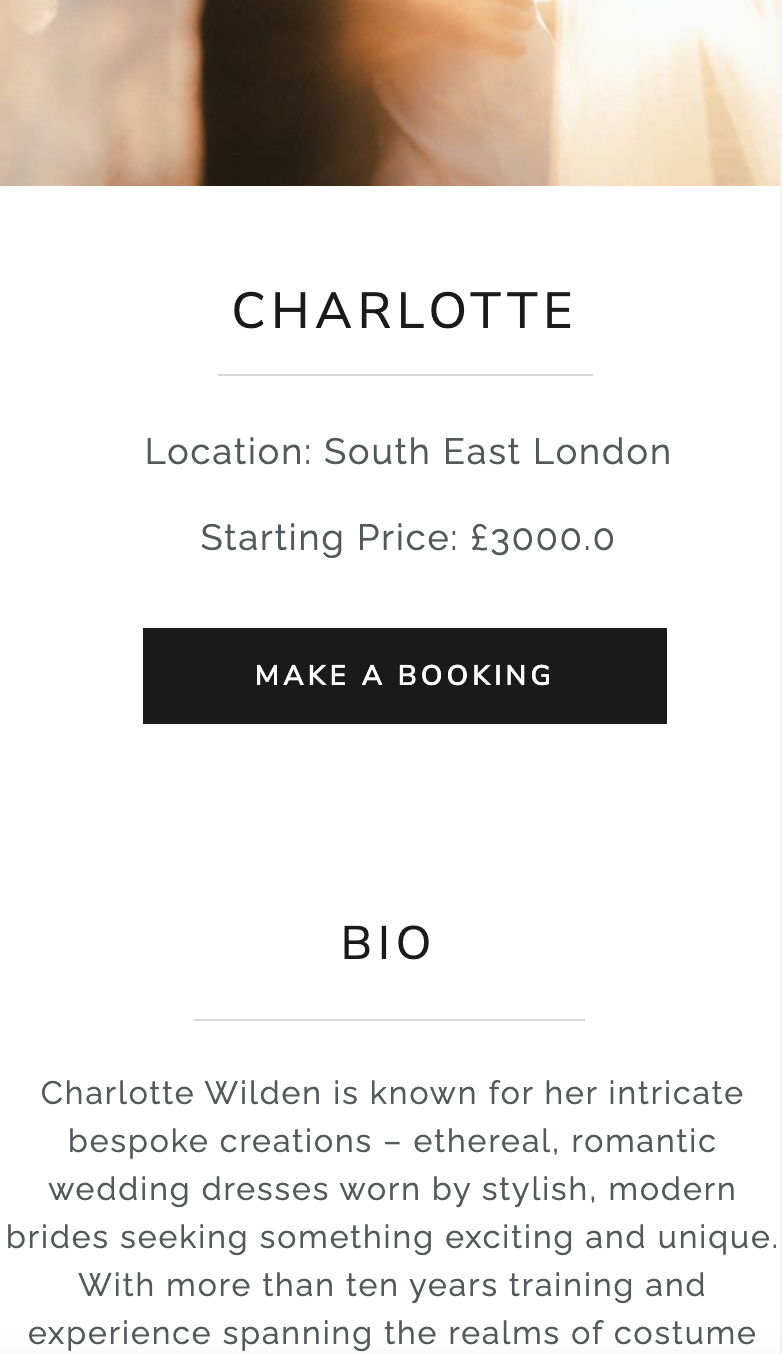 CHARLOTTE
Location: South East London
Starting Price: £3000.0
MAKE A BOOKING
BIO
Charlotte Wilden is known for her intricate
bespoke creations – ethereal, romantic
wedding dresses worn by stylish, modern
brides seeking something exciting and unique.
With more than ten years training and
experience spanning the realms of costume